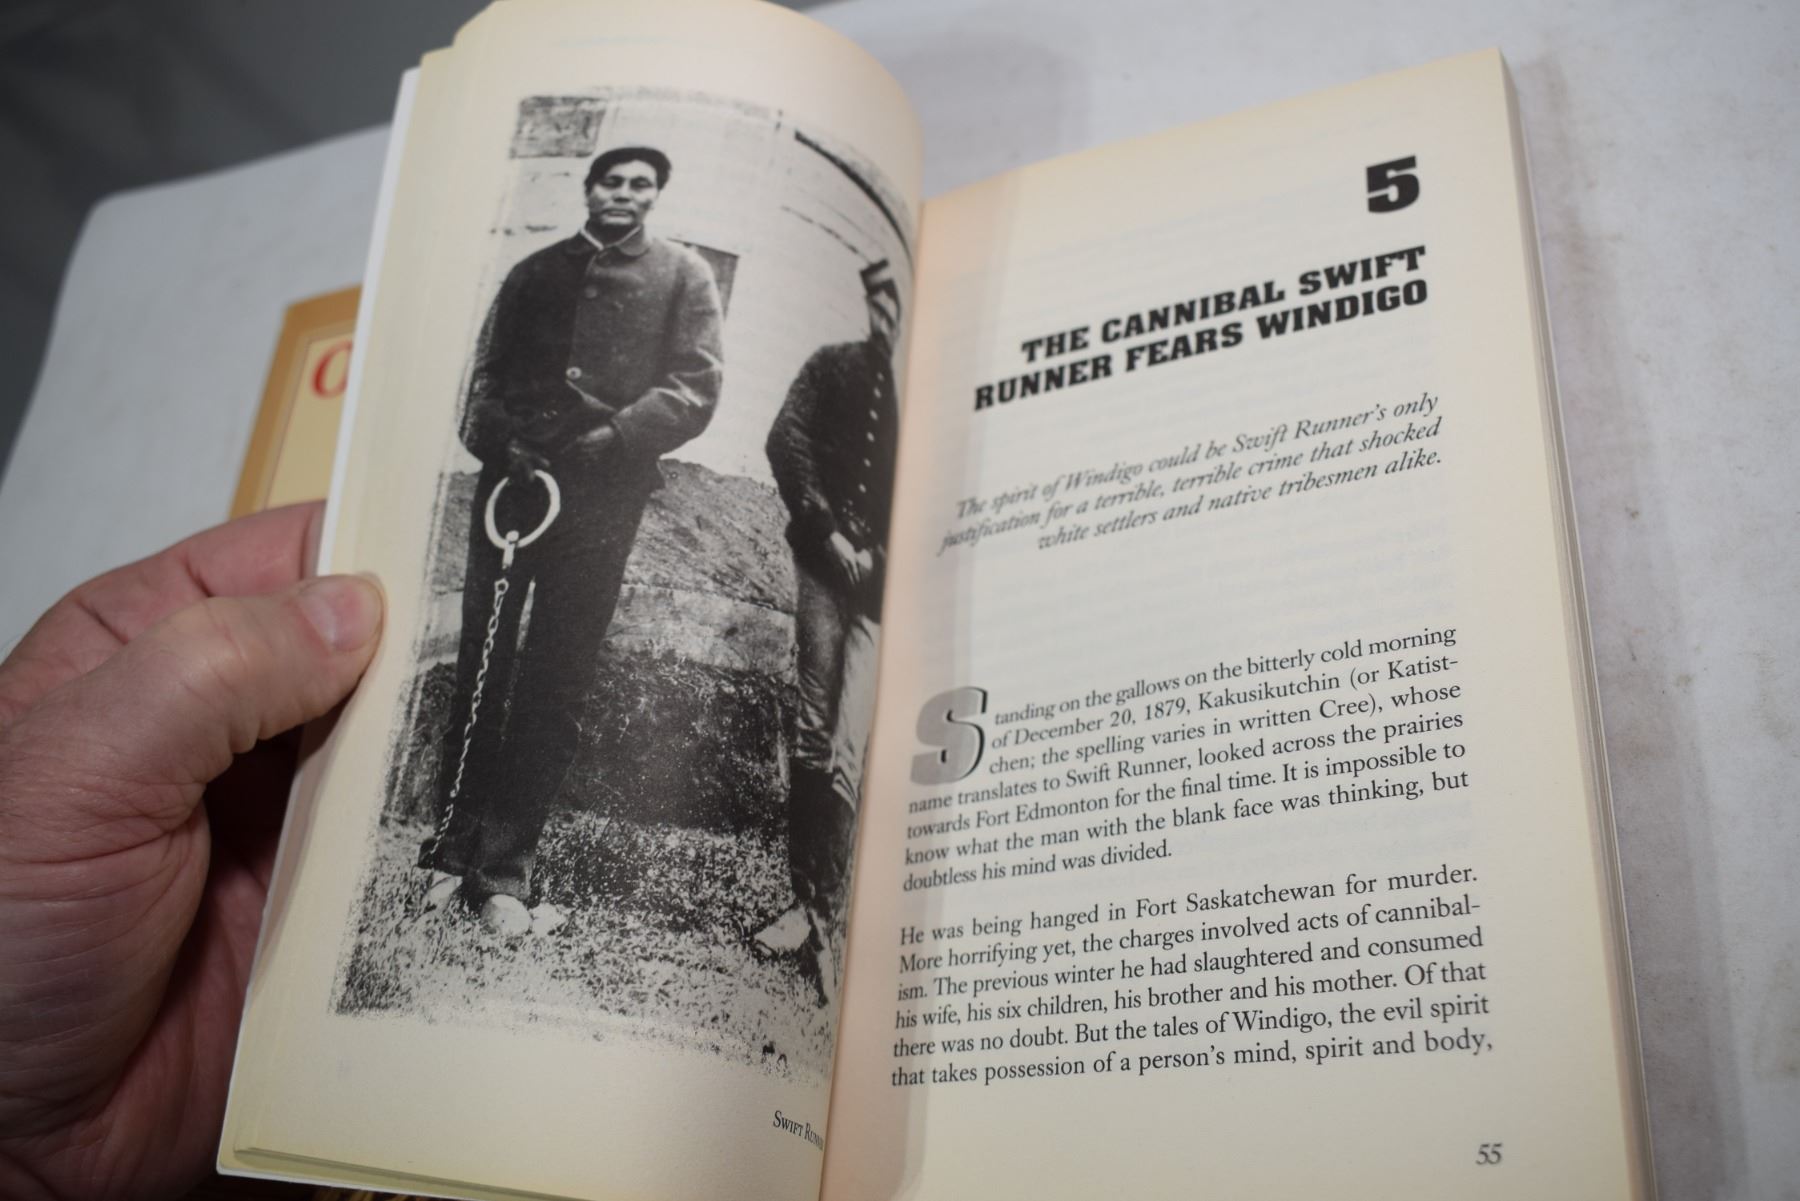 5
THE CANNIBAL SWIFT
RUNNER FEARS WINDIGO
The spirit of Windigo could be Swift Runner's only
justification for a terrible, terrible crime that shocked
white settlers and native tribesmen alike.
Standing on the gallows on the bitterly cold morning
of December 20, 1879, Kakusikutchin (or Katist-
chen; the spelling varies in written Cree), whose
name translates to Swift Runner, looked across the prairies
towards Fort Edmonton for the final time. It is impossible to
know what the man with the blank face was thinking, but
doubtless his mind was divided.
He was being hanged in Fort Saskatchewan for murder.
More horrifying yet, the charges involved acts of cannibal-
ism. The previous winter he had slaughtered and consumed
his wife, his six children, his brother and his mother. Of that
there was no doubt. But the tales of Windigo, the evil spirit
that takes possession of a person's mind, spirit and body,
55
SWIFT